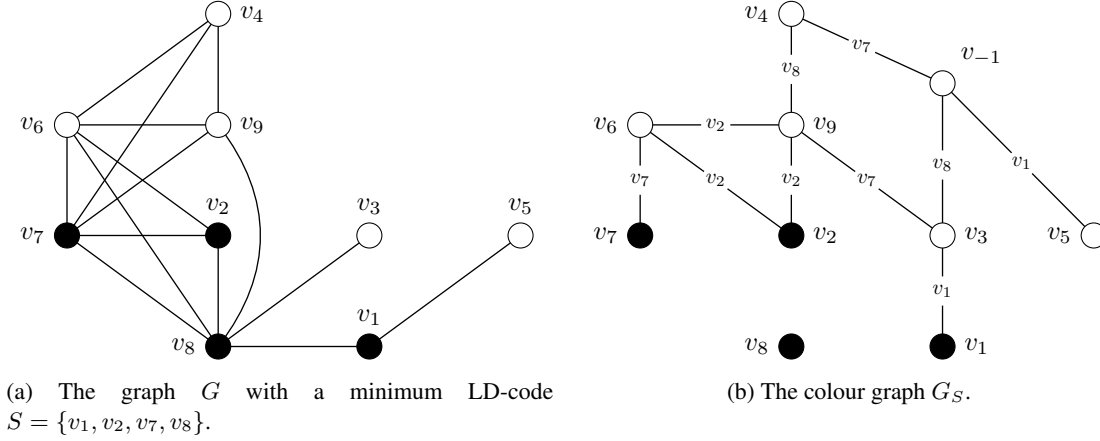 v₄
v₆
v₉
v₇
v₂
v₃
v₅
v₈
v₁
(a) The graph G with a minimum LD-code
S = {v₁, v₂, v₇, v₈}.
v₄
v₇
v₋₁
v₈
v₆
v₂
v₉
v₇
v₂
v₂
v₇
v₈
v₁
v₇
v₂
v₃
v₅
v₁
v₈
v₁
(b) The colour graph G_S.